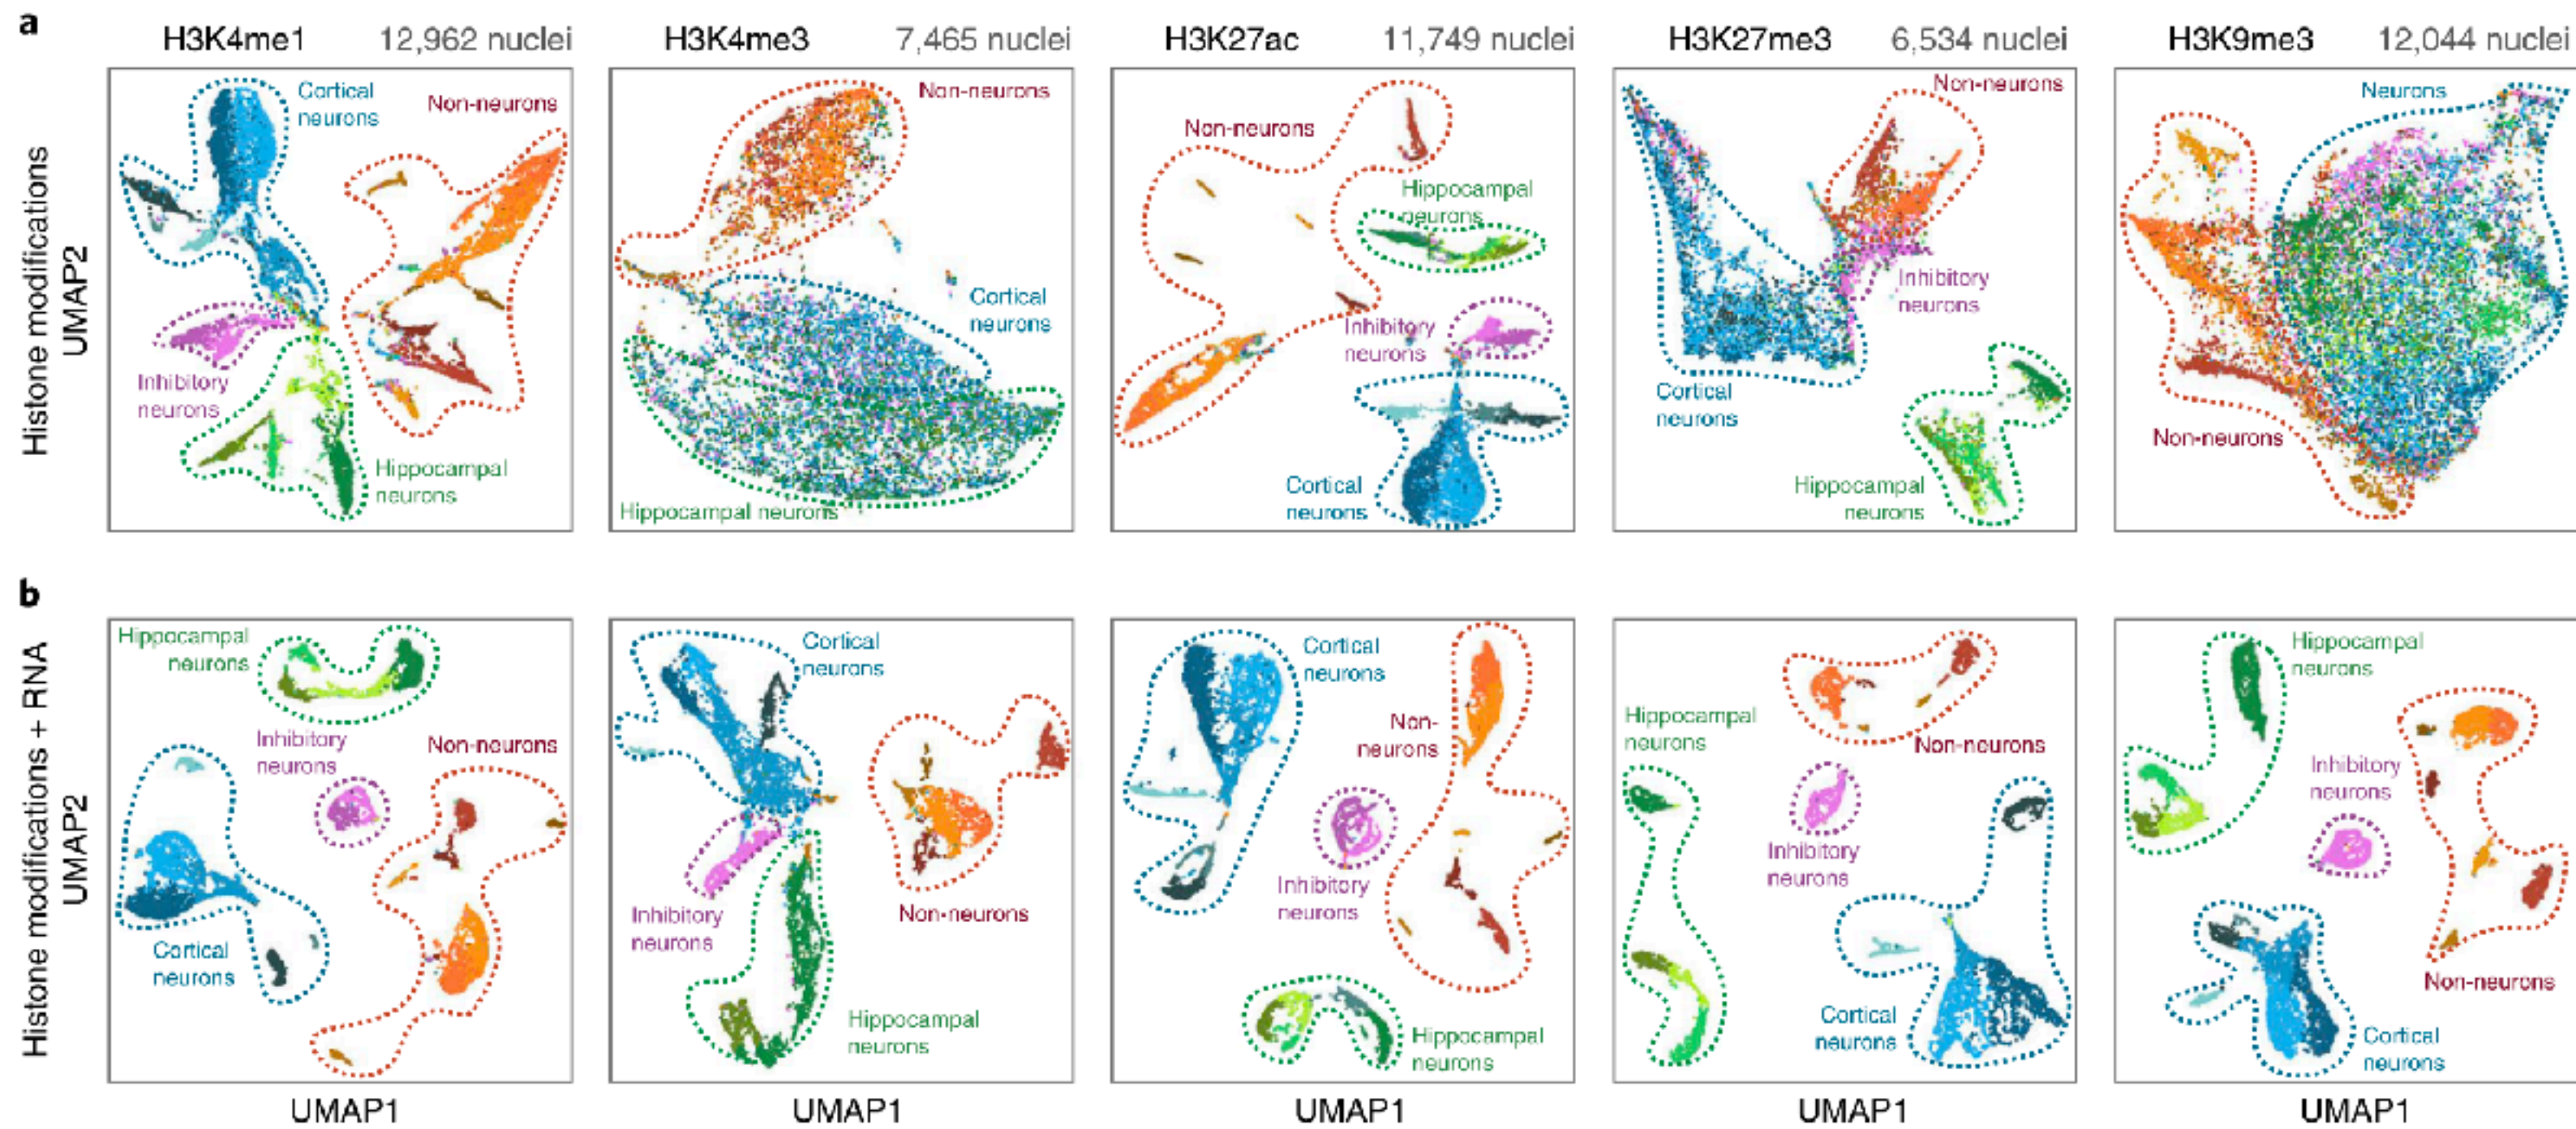 a
H3K4me1 12,962 nuclei
H3K4me3 7,465 nuclei
H3K27ac 11,749 nuclei
H3K27me3 6,534 nuclei
H3K9me3 12,044 nuclei
Histone modifications
UMAP2
Cortical
neurons
Non-neurons
Inhibitory
neurons
Hippocampal
neurons
Non-neurons
Cortical
neurons
Hippocampal neurons
Non-neurons
Hippocampal
neurons
Inhibitory
neurons
Cortical
neurons
Non-neurons
Inhibitory
neurons
Cortical
neurons
Hippocampal
neurons
Neurons
Non-neurons
b
Histone modifications + RNA
UMAP2
Hippocampal
neurons
Inhibitory
neurons
Non-neurons
Cortical
neurons
Cortical
neurons
Inhibitory
neurons
Non-neurons
Hippocampal
neurons
Cortical
neurons
Non-
neurons
Inhibitory
neurons
Hippocampal
neurons
Hippocampal
neurons
Non-neurons
Inhibitory
neurons
Cortical
neurons
Hippocampal
neurons
Inhibitory
neurons
Non-neurons
Cortical
neurons
UMAP1
UMAP1
UMAP1
UMAP1
UMAP1